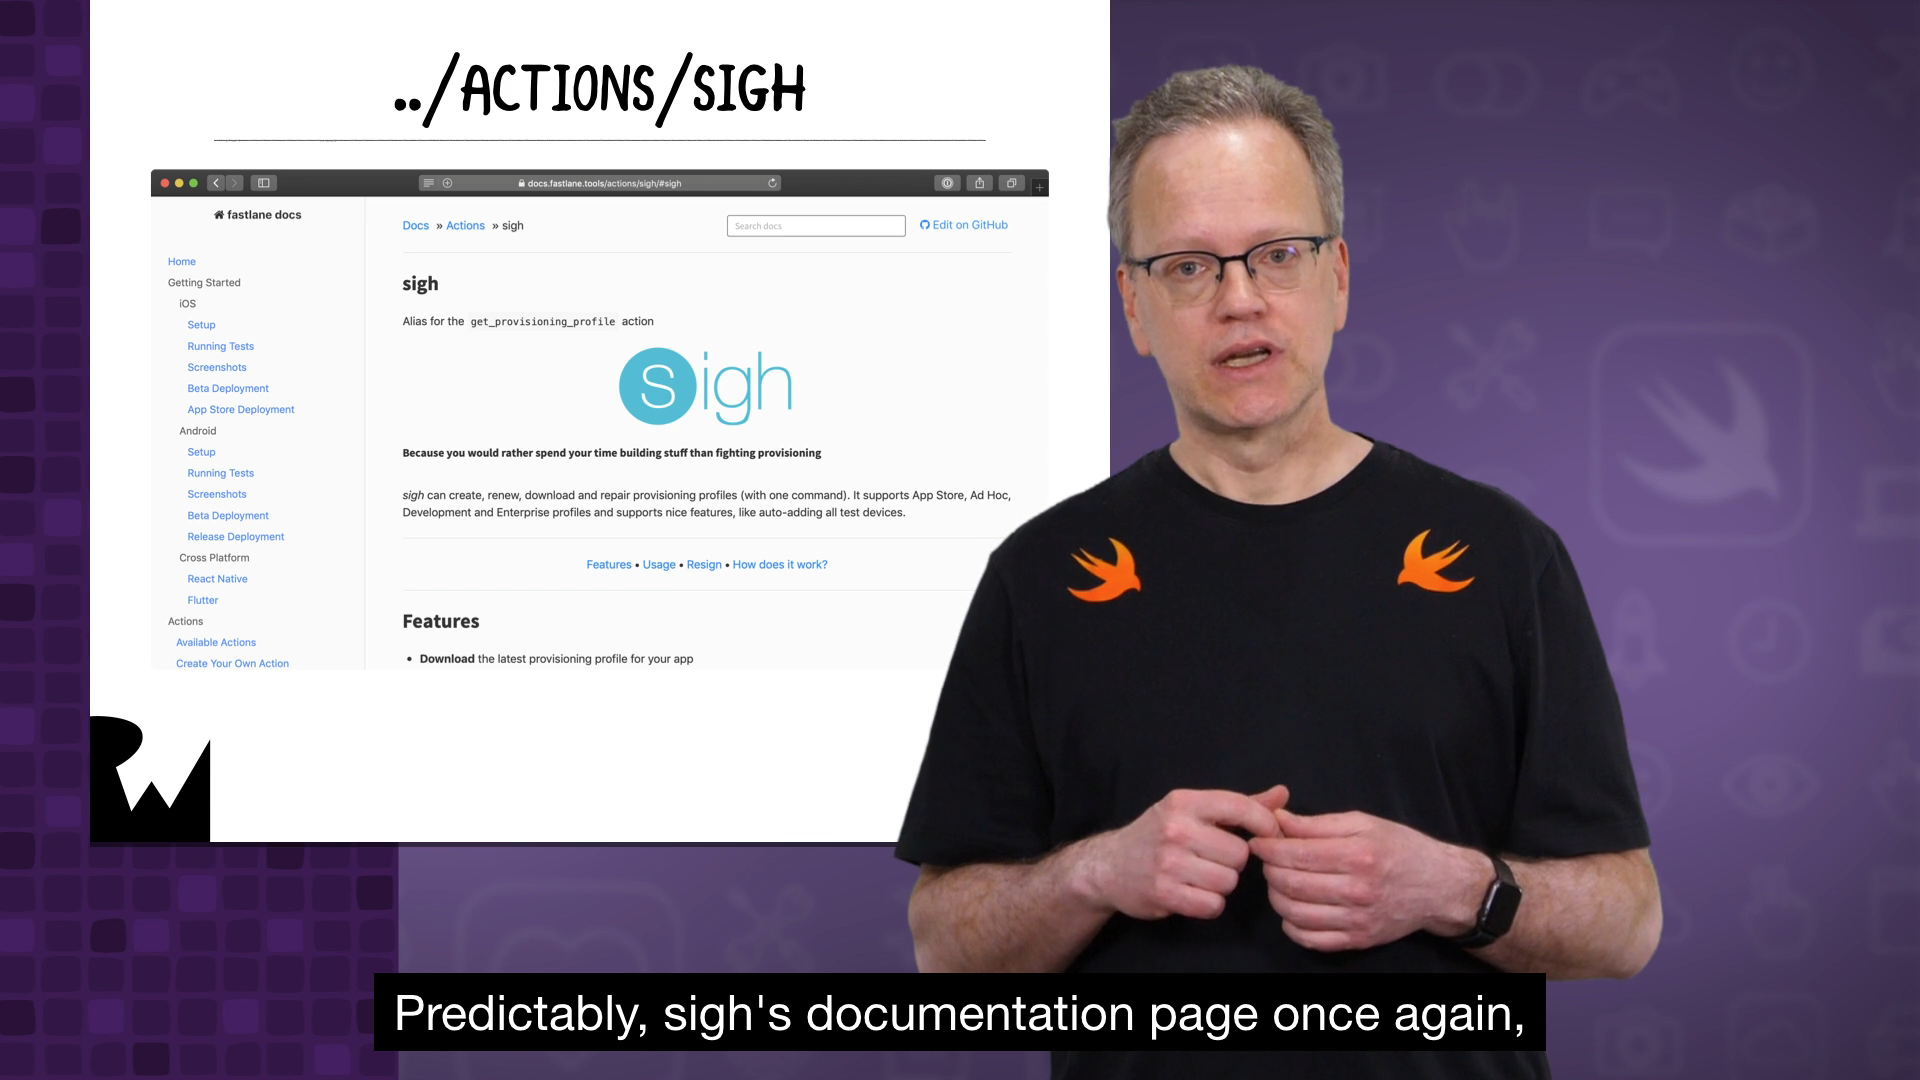 ../ACTIONS/SIGH
docs.fastlane.tools/actions/sigh/#sigh
fastlane docs
Home
Getting Started
iOS
Setup
Running Tests
Screenshots
Beta Deployment
App Store Deployment
Android
Setup
Running Tests
Screenshots
Beta Deployment
Release Deployment
Cross Platform
React Native
Flutter
Actions
Available Actions
Create Your Own Action
Docs » Actions » sigh
Search docs
Edit on GitHub
sigh
Alias for the get_provisioning_profile action
sigh
Because you would rather spend your time building stuff than fighting provisioning
sigh can create, renew, download and repair provisioning profiles (with one command). It supports App Store, Ad Hoc,
Development and Enterprise profiles and supports nice features, like auto-adding all test devices.
Features • Usage • Resign • How does it work?
Features
• Download the latest provisioning profile for your app
RW
Predictably, sigh's documentation page once again,